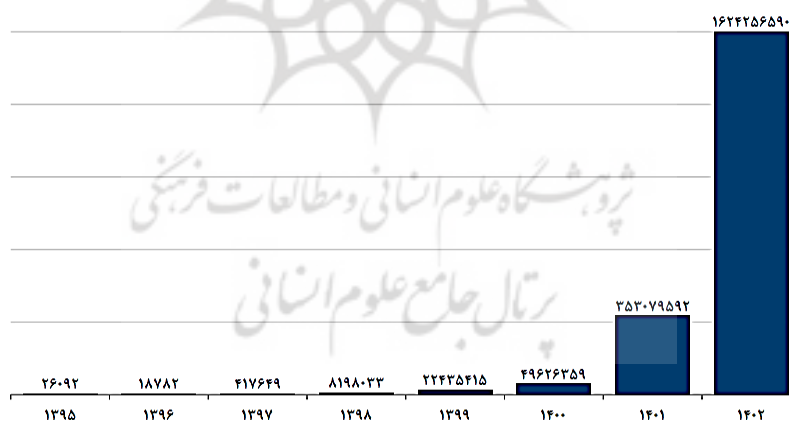 ۱۶۲۴۲۵۶۵۹۰
پژوهشگاه علوم انسانی و مطالعات فرهنگی
پرتال جامع علوم انسانی
۳۵۳۰۷۹۵۹۲
۲۶۰۹۲ ۱۸۷۸۲ ۴۱۷۶۴۹ ۸۱۹۸۰۳۳ ۲۲۴۳۵۴۱۵ ۴۹۶۲۶۳۵۹
۱۳۹۵ ۱۳۹۶ ۱۳۹۷ ۱۳۹۸ ۱۳۹۹ ۱۴۰۰ ۱۴۰۱ ۱۴۰۲